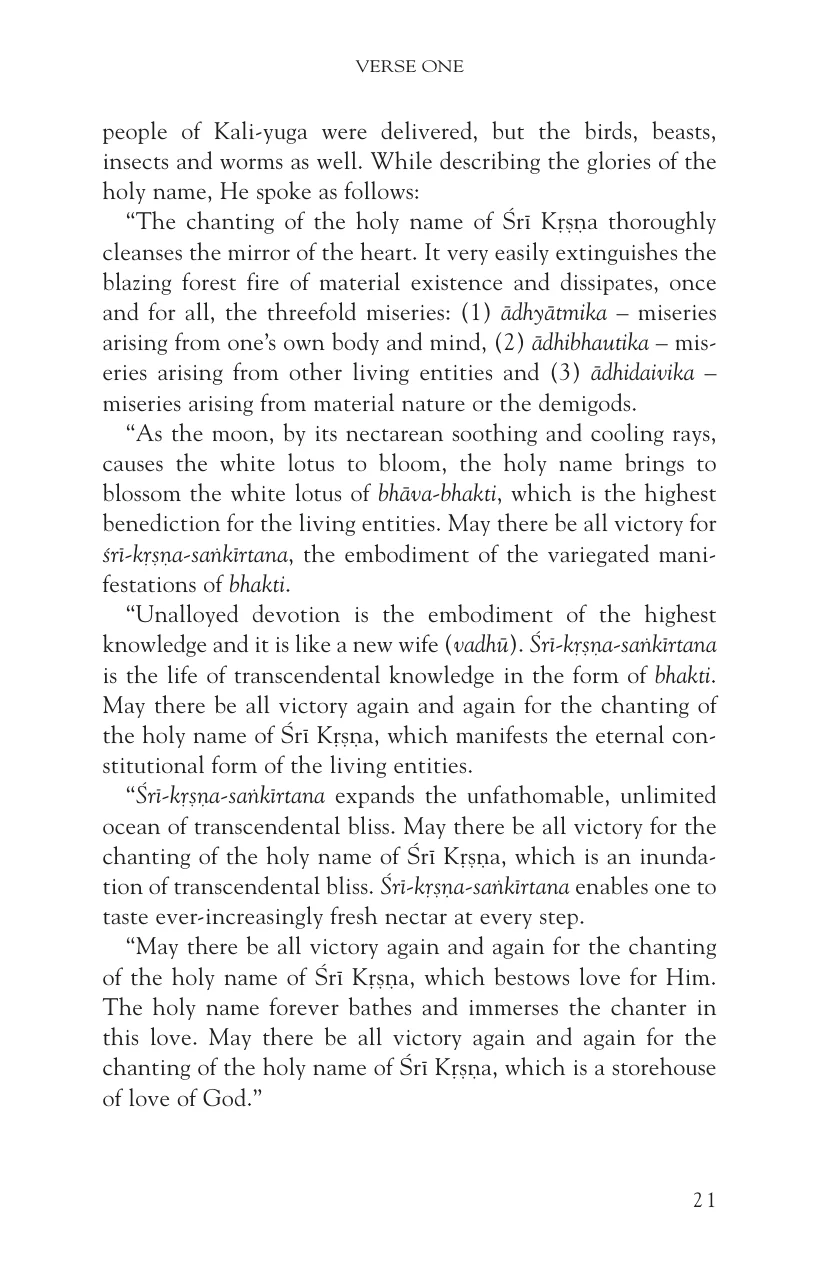 VERSE ONE
people of Kali-yuga were delivered, but the birds, beasts,
insects and worms as well. While describing the glories of the
holy name, He spoke as follows:
“The chanting of the holy name of Śrī Kṛṣṇa thoroughly
cleanses the mirror of the heart. It very easily extinguishes the
blazing forest fire of material existence and dissipates, once
and for all, the threefold miseries: (1) ādhyātmika – miseries
arising from one’s own body and mind, (2) ādhibhautika – mis-
eries arising from other living entities and (3) ādhidaivika –
miseries arising from material nature or the demigods.
“As the moon, by its nectarean soothing and cooling rays,
causes the white lotus to bloom, the holy name brings to
blossom the white lotus of bhāva-bhakti, which is the highest
benediction for the living entities. May there be all victory for
śrī-kṛṣṇa-saṅkīrtana, the embodiment of the variegated mani-
festations of bhakti.
“Unalloyed devotion is the embodiment of the highest
knowledge and it is like a new wife (vadhū). Śrī-kṛṣṇa-saṅkīrtana
is the life of transcendental knowledge in the form of bhakti.
May there be all victory again and again for the chanting of
the holy name of Śrī Kṛṣṇa, which manifests the eternal con-
stitutional form of the living entities.
“Śrī-kṛṣṇa-saṅkīrtana expands the unfathomable, unlimited
ocean of transcendental bliss. May there be all victory for the
chanting of the holy name of Śrī Kṛṣṇa, which is an inunda-
tion of transcendental bliss. Śrī-kṛṣṇa-saṅkīrtana enables one to
taste ever-increasingly fresh nectar at every step.
“May there be all victory again and again for the chanting
of the holy name of Śrī Kṛṣṇa, which bestows love for Him.
The holy name forever bathes and immerses the chanter in
this love. May there be all victory again and again for the
chanting of the holy name of Śrī Kṛṣṇa, which is a storehouse
of love of God.”
21